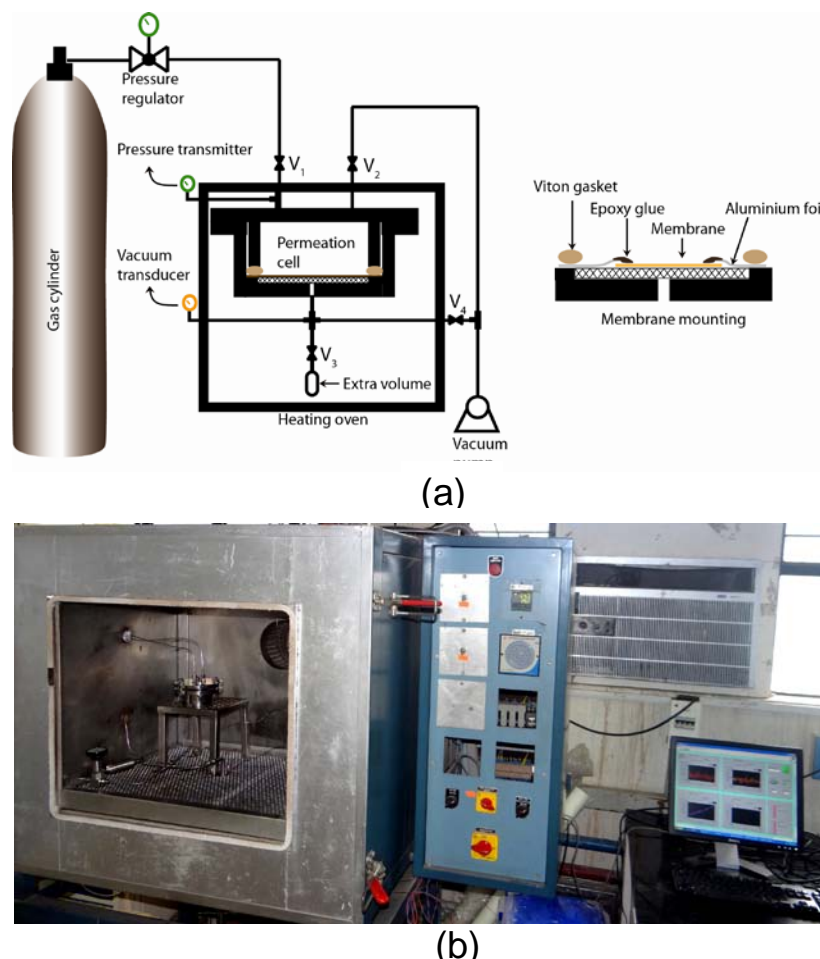 Pressure
regulator
Pressure transmitter
V1
V2
Viton gasket
Epoxy glue
Aluminium foi
Membrane
Vacuum
transducer
Permeation
cell
Gas cylinder
V4
V3
Membrane mounting
Extra volume
Heating oven
Vacuum
(a)
(b)